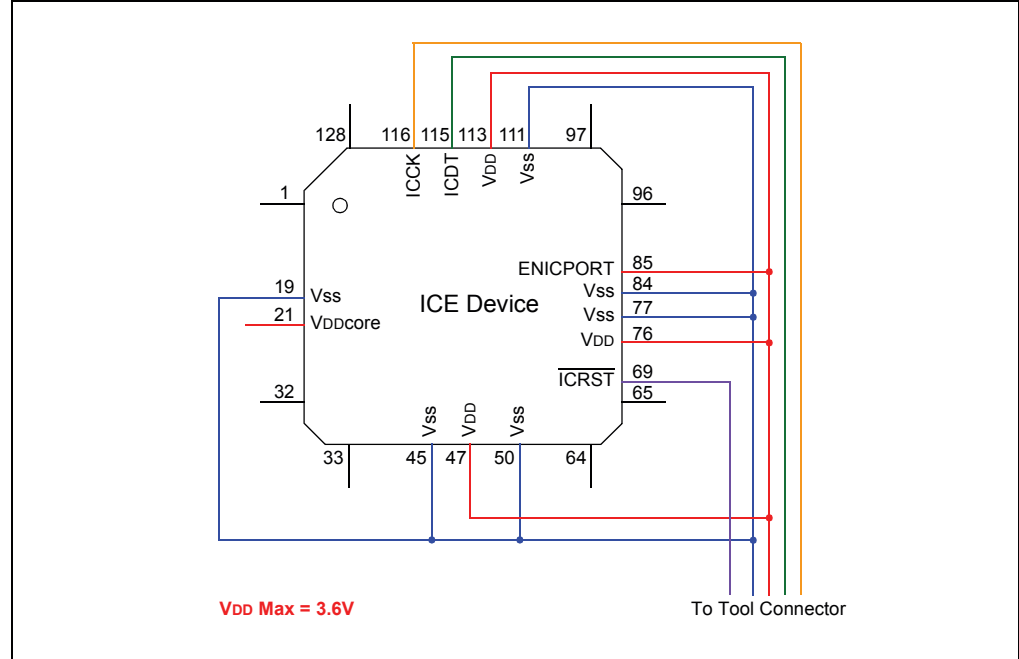 128
116
115
113
111
97
ICCK
ICDT
VDD
Vss
1
96
ENICPORT
85
Vss
84
19
Vss
ICE Device
Vss
77
21
VDDcore
VDD
76
ICRST
69
32
65
Vss
VDD
Vss
33
45
47
50
64
VDD Max = 3.6V
To Tool Connector